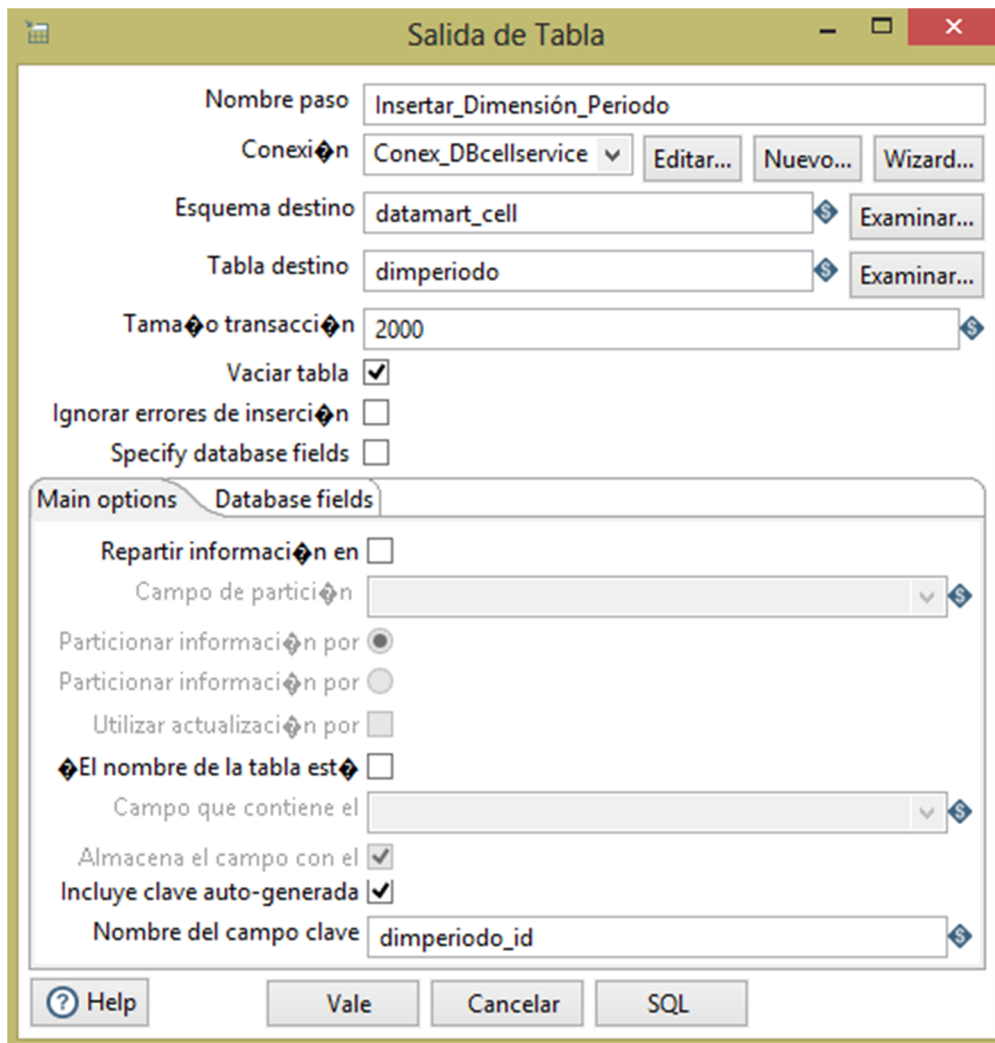 Salida de Tabla
Nombre paso Insertar_Dimensión_Periodo
Conexi�n Conex_DBcellservice Editar... Nuevo... Wizard...
Esquema destino datamart_cell Examinar...
Tabla destino dimperiodo Examinar...
Tama�o transacci�n 2000
Vaciar tabla
Ignorar errores de inserci�n
Specify database fields
Main options Database fields
Repartir informaci�n en
Campo de partici�n
Particionar informaci�n por
Particionar informaci�n por
Utilizar actualizaci�n por
�El nombre de la tabla est�
Campo que contiene el
Almacena el campo con el
Incluye clave auto-generada
Nombre del campo clave dimperiodo_id
Help Vale Cancelar SQL